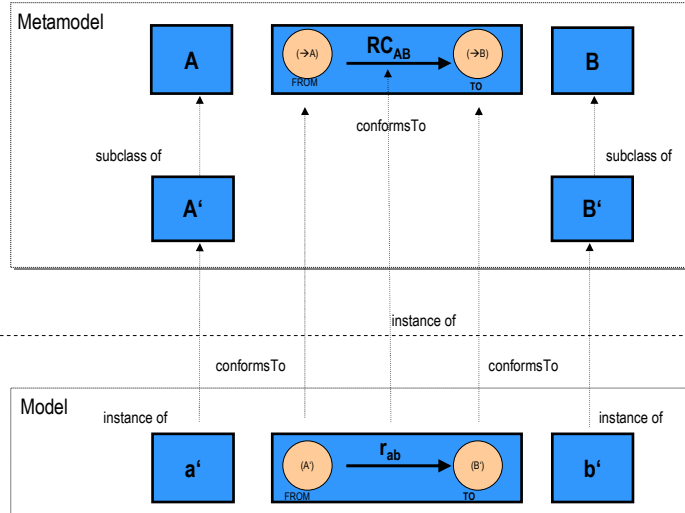 Metamodel
A
(→A)
RC_AB
(→B)
B
FROM
TO
conformsTo
subclass of
subclass of
A‘
B‘
instance of
conformsTo
conformsTo
Model
instance of
instance of
a‘
(A')
r_ab
(B')
b‘
FROM
TO